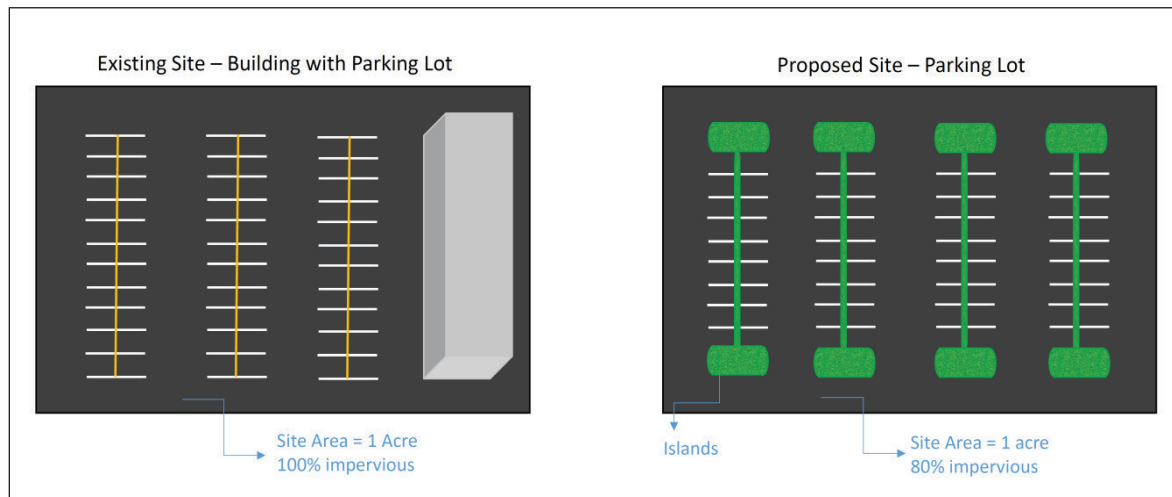 Existing Site – Building with Parking Lot
Site Area = 1 Acre
100% impervious
Proposed Site – Parking Lot
Islands
Site Area = 1 acre
80% impervious